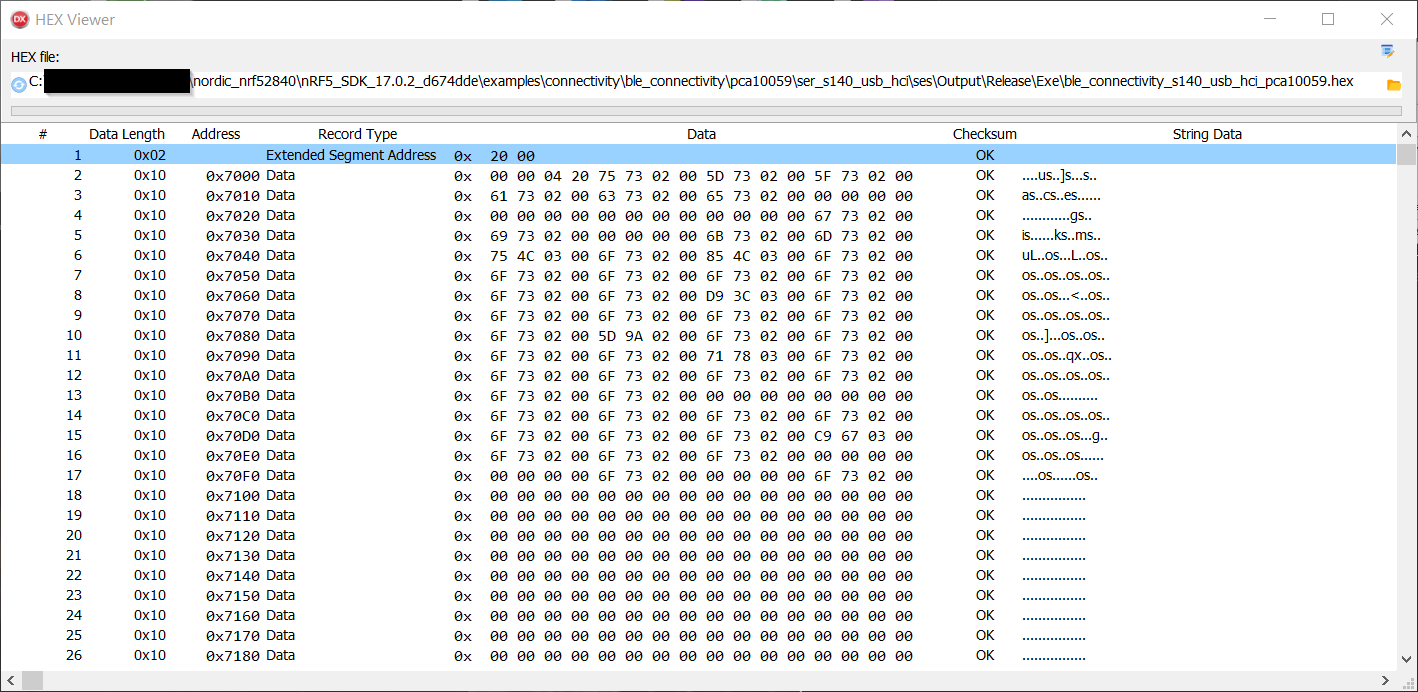 DX HEX Viewer
HEX file:
C: \nordic_nrf52840\nRF5_SDK_17.0.2_d674dde\examples\connectivity\ble_connectivity\pca10059\ser_s140_usb_hci\ses\Output\Release\Exe\ble_connectivity_s140_usb_hci_pca10059.hex
# Data Length Address Record Type Data Checksum String Data
1 0x02 Extended Segment Address 0x 20 00 OK
2 0x10 0x7000 Data 0x 00 00 04 20 75 73 02 00 5D 73 02 00 5F 73 02 00 OK ....us..]s...s..
3 0x10 0x7010 Data 0x 61 73 02 00 63 73 02 00 65 73 02 00 00 00 00 00 OK as..cs..es......
4 0x10 0x7020 Data 0x 00 00 00 00 00 00 00 00 00 00 00 00 67 73 02 00 OK ............gs..
5 0x10 0x7030 Data 0x 69 73 02 00 00 00 00 00 6B 73 02 00 6D 73 02 00 OK is......ks..ms..
6 0x10 0x7040 Data 0x 75 4C 03 00 6F 73 02 00 85 4C 03 00 6F 73 02 00 OK uL..os...L..os..
7 0x10 0x7050 Data 0x 6F 73 02 00 6F 73 02 00 6F 73 02 00 6F 73 02 00 OK os..os..os..os..
8 0x10 0x7060 Data 0x 6F 73 02 00 6F 73 02 00 D9 3C 03 00 6F 73 02 00 OK os..os...<..os..
9 0x10 0x7070 Data 0x 6F 73 02 00 6F 73 02 00 6F 73 02 00 6F 73 02 00 OK os..os..os..os..
10 0x10 0x7080 Data 0x 6F 73 02 00 5D 9A 02 00 6F 73 02 00 6F 73 02 00 OK os..]...os..os..
11 0x10 0x7090 Data 0x 6F 73 02 00 6F 73 02 00 71 78 03 00 6F 73 02 00 OK os..os..qx..os..
12 0x10 0x70A0 Data 0x 6F 73 02 00 6F 73 02 00 6F 73 02 00 6F 73 02 00 OK os..os..os..os..
13 0x10 0x70B0 Data 0x 6F 73 02 00 6F 73 02 00 00 00 00 00 00 00 00 00 OK os..os..........
14 0x10 0x70C0 Data 0x 6F 73 02 00 6F 73 02 00 6F 73 02 00 6F 73 02 00 OK os..os..os..os..
15 0x10 0x70D0 Data 0x 6F 73 02 00 6F 73 02 00 6F 73 02 00 C9 67 03 00 OK os..os..os...g..
16 0x10 0x70E0 Data 0x 6F 73 02 00 6F 73 02 00 6F 73 02 00 00 00 00 00 OK os..os..os......
17 0x10 0x70F0 Data 0x 00 00 00 00 6F 73 02 00 00 00 00 00 6F 73 02 00 OK ....os......os..
18 0x10 0x7100 Data 0x 00 00 00 00 00 00 00 00 00 00 00 00 00 00 00 00 OK ................
19 0x10 0x7110 Data 0x 00 00 00 00 00 00 00 00 00 00 00 00 00 00 00 00 OK ................
20 0x10 0x7120 Data 0x 00 00 00 00 00 00 00 00 00 00 00 00 00 00 00 00 OK ................
21 0x10 0x7130 Data 0x 00 00 00 00 00 00 00 00 00 00 00 00 00 00 00 00 OK ................
22 0x10 0x7140 Data 0x 00 00 00 00 00 00 00 00 00 00 00 00 00 00 00 00 OK ................
23 0x10 0x7150 Data 0x 00 00 00 00 00 00 00 00 00 00 00 00 00 00 00 00 OK ................
24 0x10 0x7160 Data 0x 00 00 00 00 00 00 00 00 00 00 00 00 00 00 00 00 OK ................
25 0x10 0x7170 Data 0x 00 00 00 00 00 00 00 00 00 00 00 00 00 00 00 00 OK ................
26 0x10 0x7180 Data 0x 00 00 00 00 00 00 00 00 00 00 00 00 00 00 00 00 OK ................